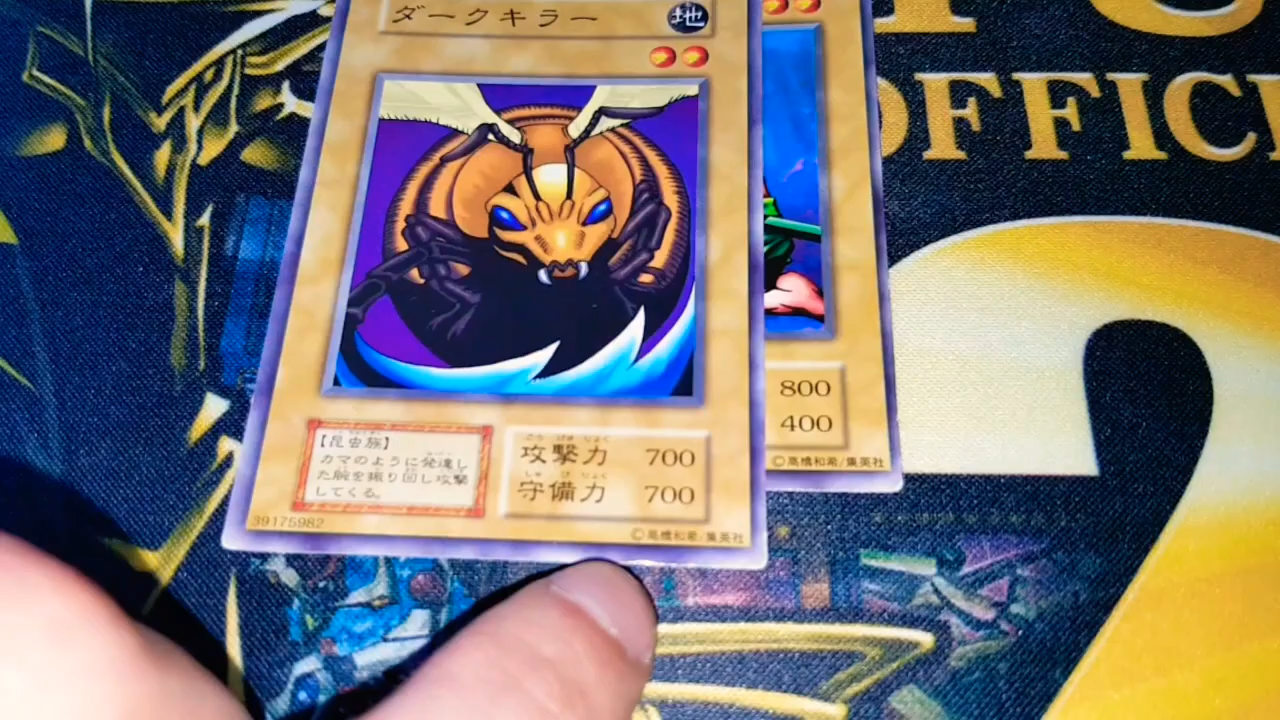 ダークキラー
地
【昆虫族】
カマのように発達し
た腕を振り回し攻撃
してくる。
攻撃力 700
守備力 700
39175982
©高橋和希/集英社
800
400
©高橋和希/集英社
OFFICI
2